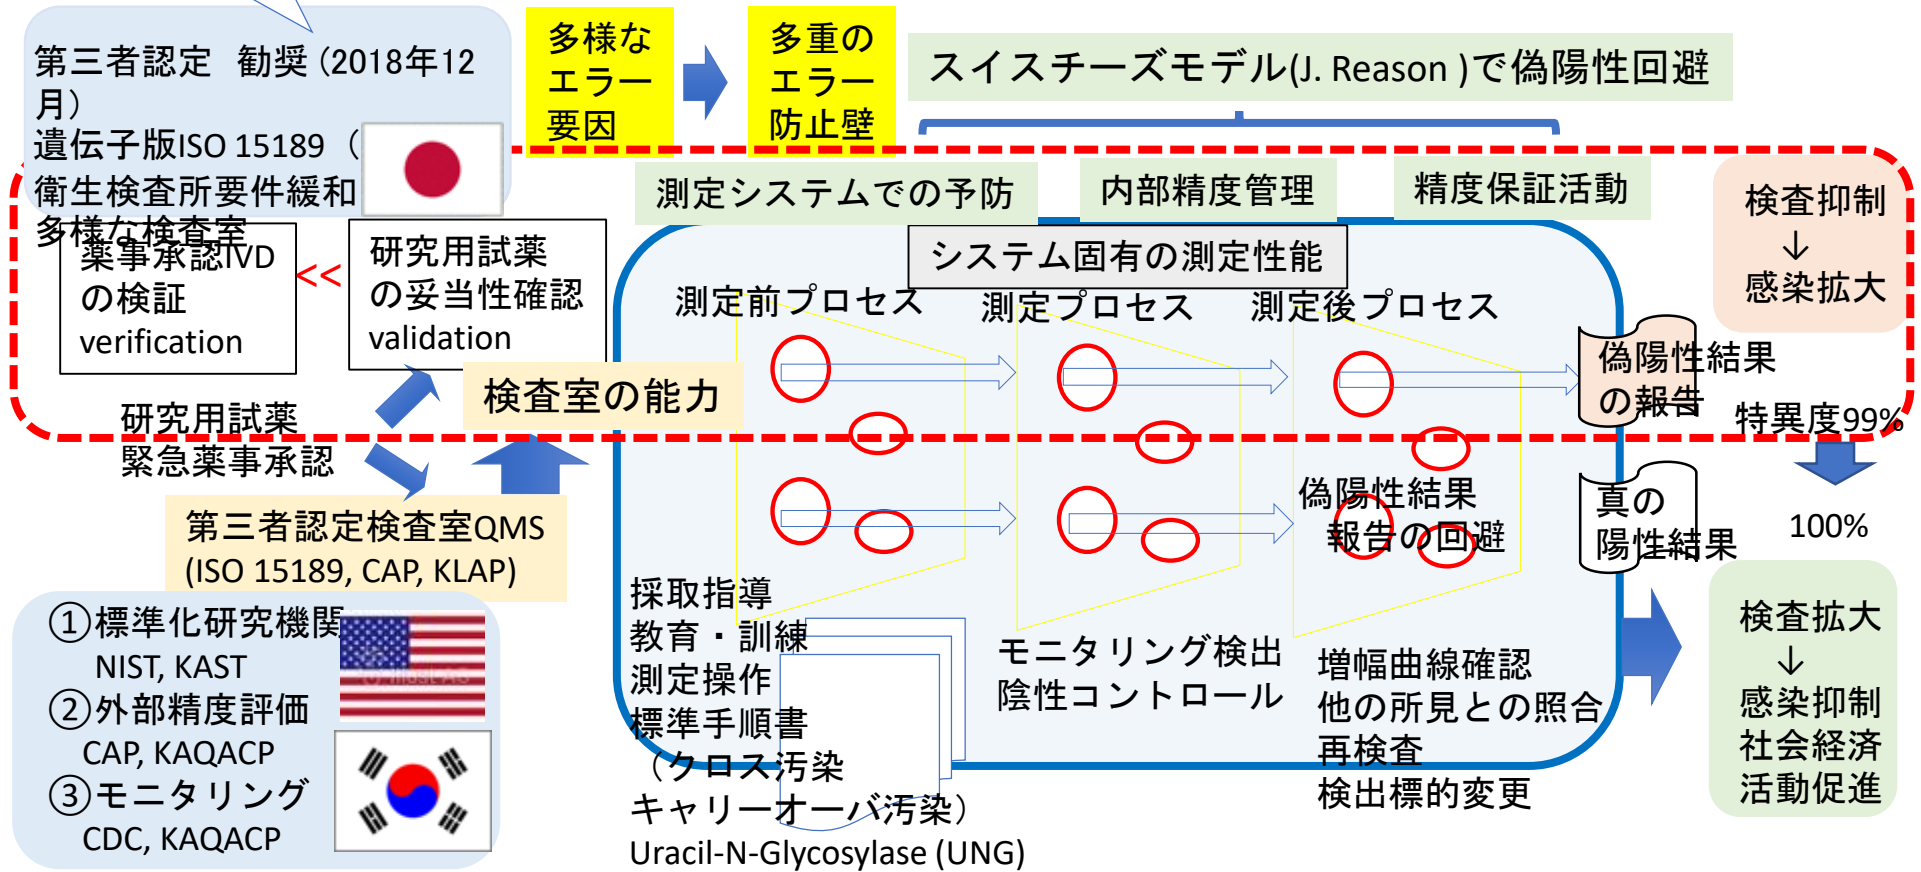 第三者認定 勧奨 (2018年12
月）
遺伝子版ISO 15189（
衛生検査所要件緩和
多様な検査室
多様な
エラー
要因
多重の
エラー
防止壁
スイスチーズモデル(J. Reason )で偽陽性回避
測定システムでの予防
内部精度管理
精度保証活動
検査抑制
↓
感染拡大
薬事承認IVD
の検証
verification
<<
研究用試薬
の妥当性確認
validation
システム固有の測定性能
測定前プロセス
測定プロセス
測定後プロセス
偽陽性結果
の報告
検査室の能力
研究用試薬
緊急薬事承認
特異度99%
100%
偽陽性結果
報告の回避
真の
陽性結果
第三者認定検査室QMS
(ISO 15189, CAP, KLAP)
①標準化研究機関
NIST, KAST
②外部精度評価
CAP, KAQACP
③モニタリング
CDC, KAQACP
採取指導
教育・訓練
測定操作
標準手順書
（クロス汚染
キャリーオーバ汚染）
Uracil-N-Glycosylase (UNG)
モニタリング検出
陰性コントロール
増幅曲線確認
他の所見との照合
再検査
検出標的変更
検査拡大
↓
感染抑制
社会経済
活動促進